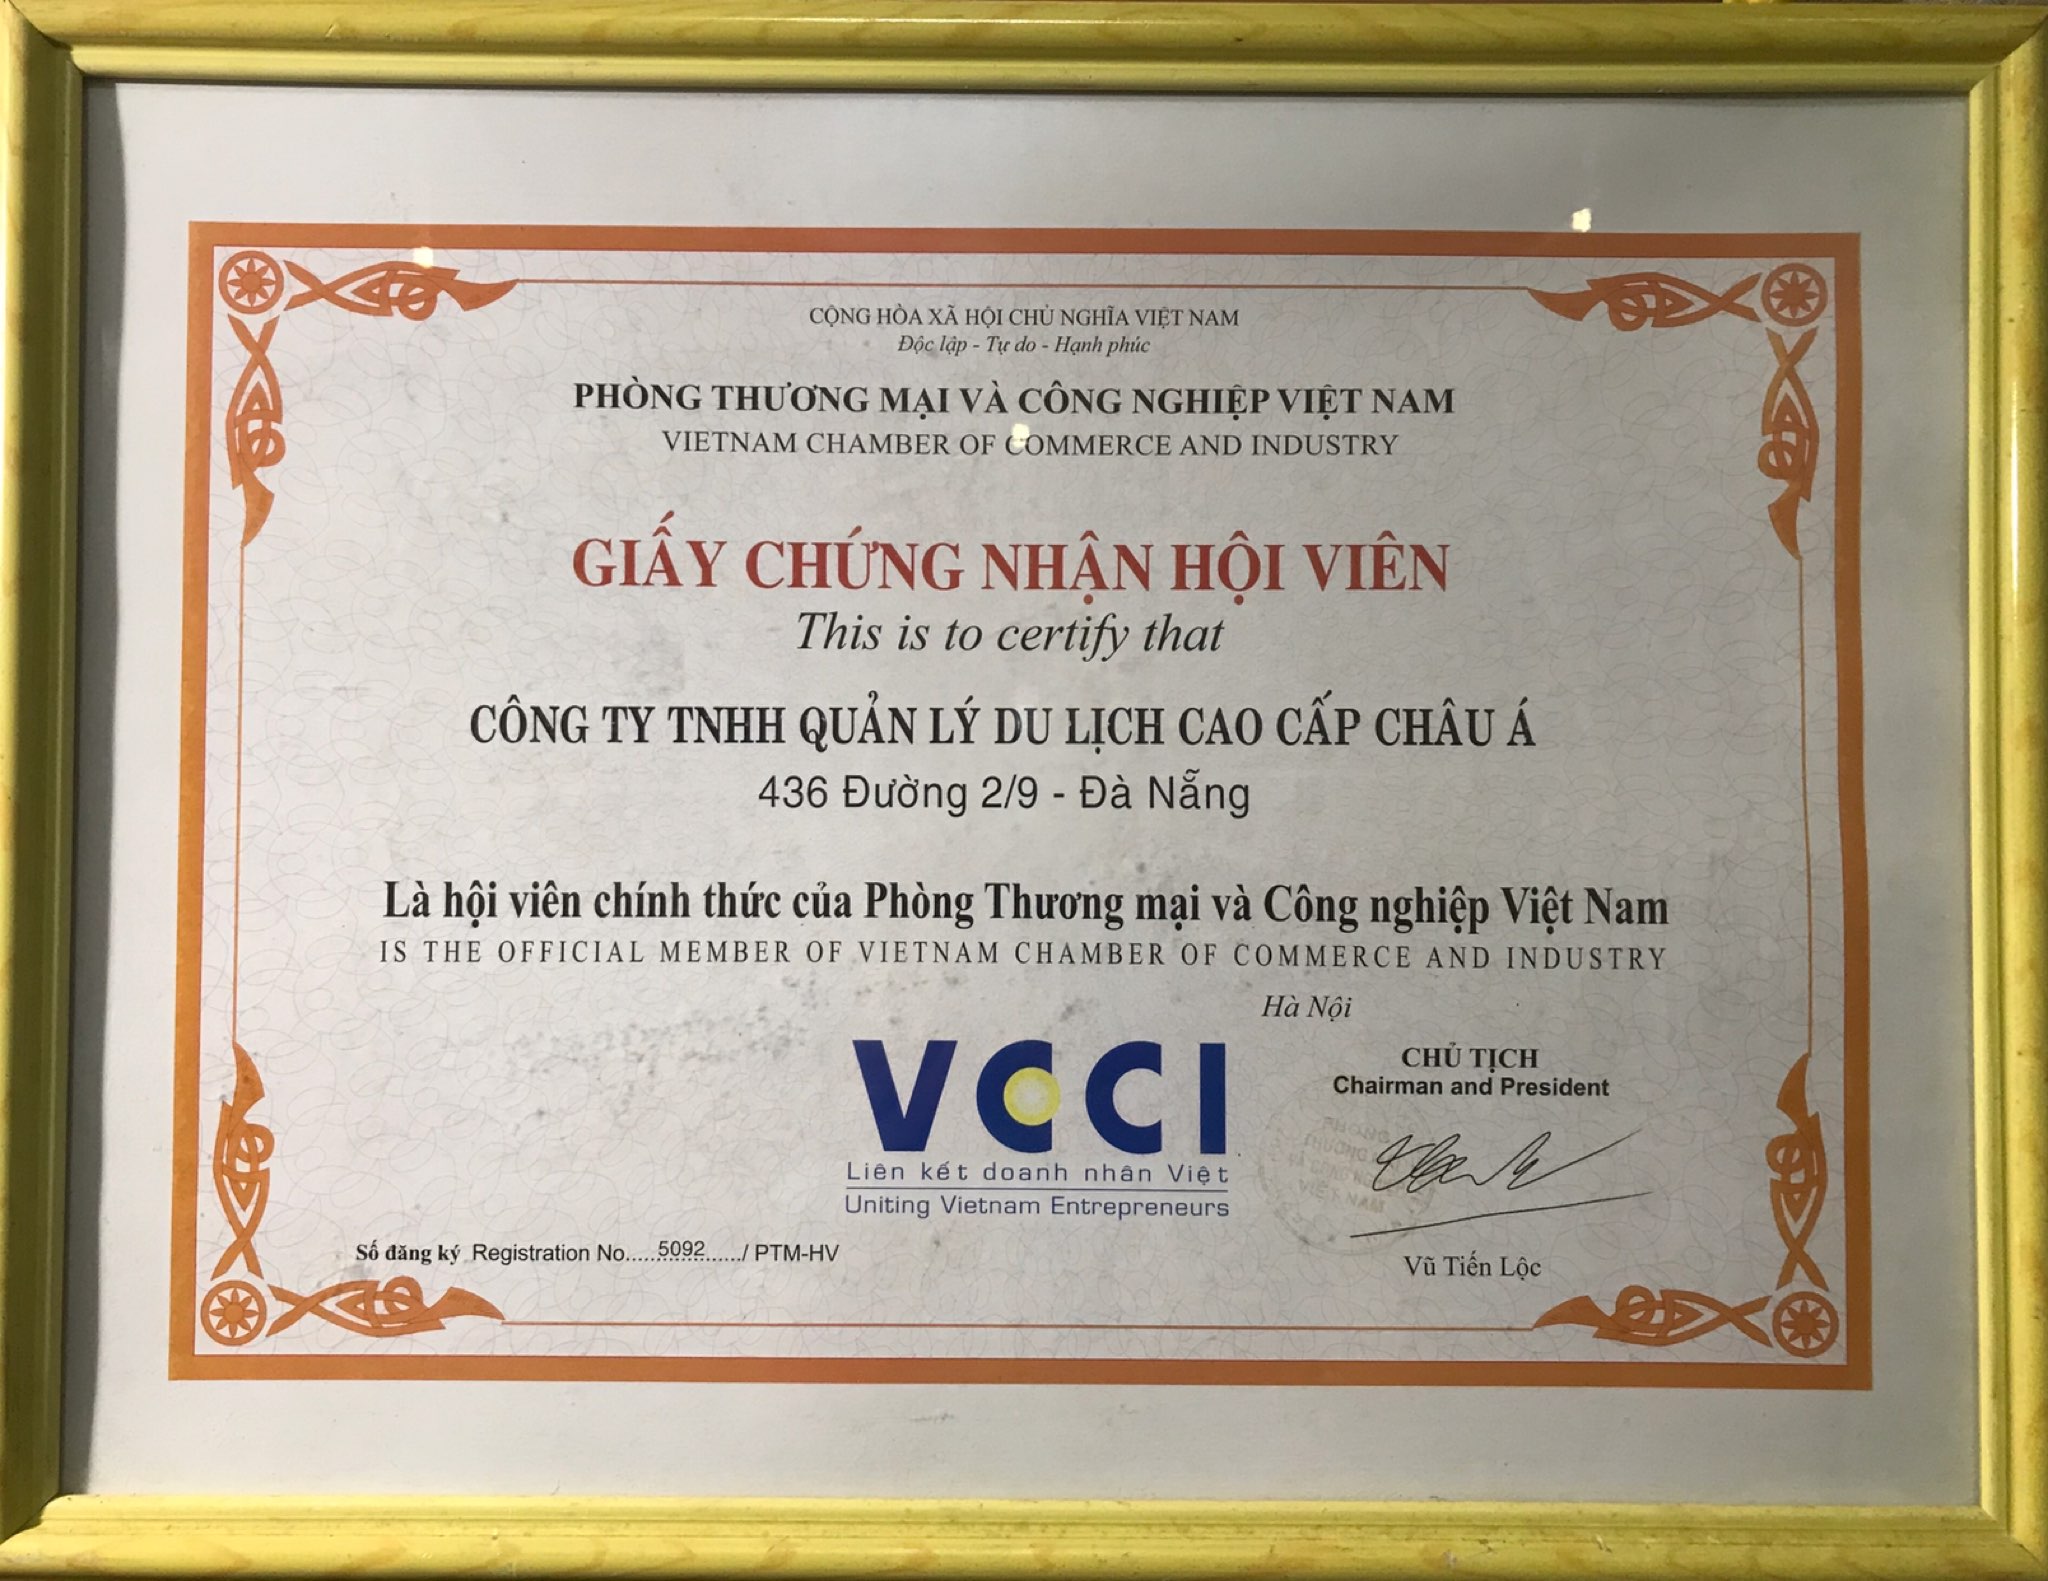 CỘNG HÒA XÃ HỘI CHỦ NGHĨA VIỆT NAM
Độc lập - Tự do - Hạnh phúc
PHÒNG THƯƠNG MẠI VÀ CÔNG NGHIỆP VIỆT NAM
VIETNAM CHAMBER OF COMMERCE AND INDUSTRY
GIẤY CHỨNG NHẬN HỘI VIÊN
This is to certify that
CÔNG TY TNHH QUẢN LÝ DU LỊCH CAO CẤP CHÂU Á
436 Đường 2/9 - Đà Nẵng
Là hội viên chính thức của Phòng Thương mại và Công nghiệp Việt Nam
IS THE OFFICIAL MEMBER OF VIETNAM CHAMBER OF COMMERCE AND INDUSTRY
Hà Nội
CHỦ TỊCH
Chairman and President
VCCI
Liên kết doanh nhân Việt
Uniting Vietnam Entrepreneurs
Số đăng ký Registration No.....5092....../ PTM-HV
Vũ Tiến Lộc